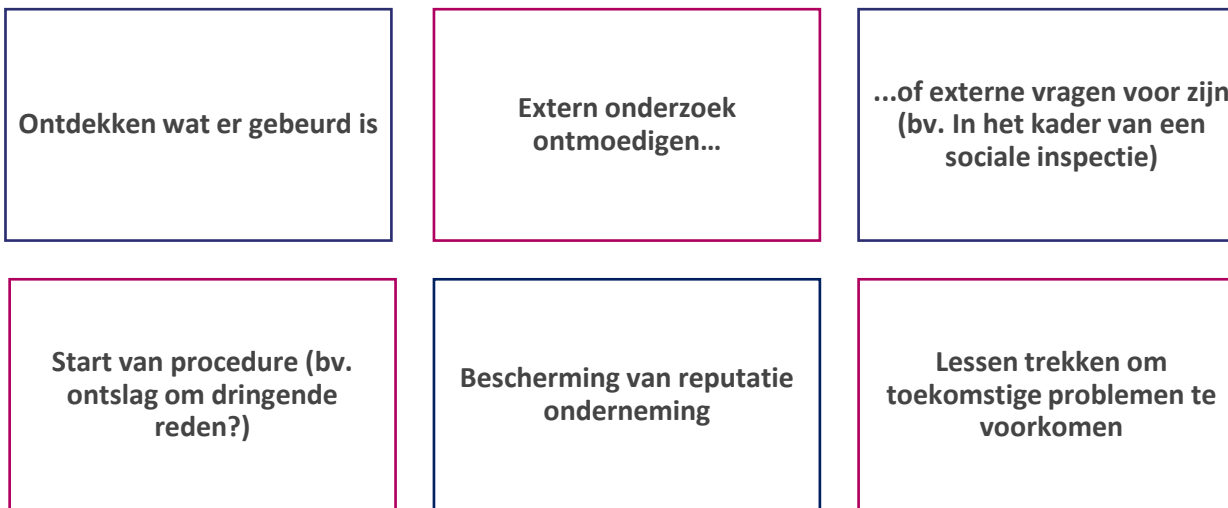 Ontdekken wat er gebeurd is
Extern onderzoek
ontmoedigen…
...of externe vragen voor zijn
(bv. In het kader van een
sociale inspectie)
Start van procedure (bv.
ontslag om dringende
reden?)
Bescherming van reputatie
onderneming
Lessen trekken om
toekomstige problemen te
voorkomen